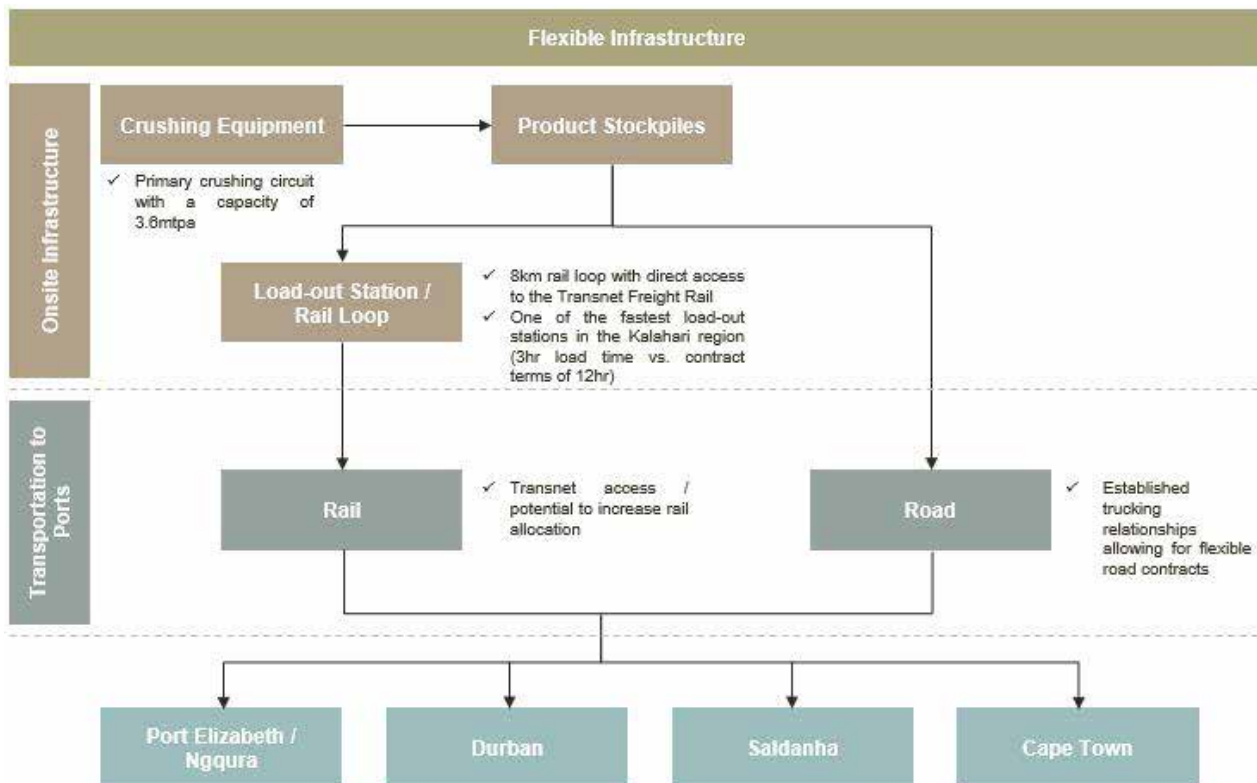 Flexible Infrastructure
Onsite Infrastructure
Crushing Equipment
Product Stockpiles
✓ Primary crushing circuit
with a capacity of
3.6mtpa
Load-out Station /
Rail Loop
✓ 8km rail loop with direct access
to the Transnet Freight Rail
✓ One of the fastest load-out
stations in the Kalahari region
(3hr load time vs. contract
terms of 12hr)
Transportation to
Ports
Rail
✓ Transnet access /
potential to increase rail
allocation
Road
✓ Established
trucking
relationships
allowing for flexible
road contracts
Port Elizabeth /
Ngqura
Durban
Saldanha
Cape Town